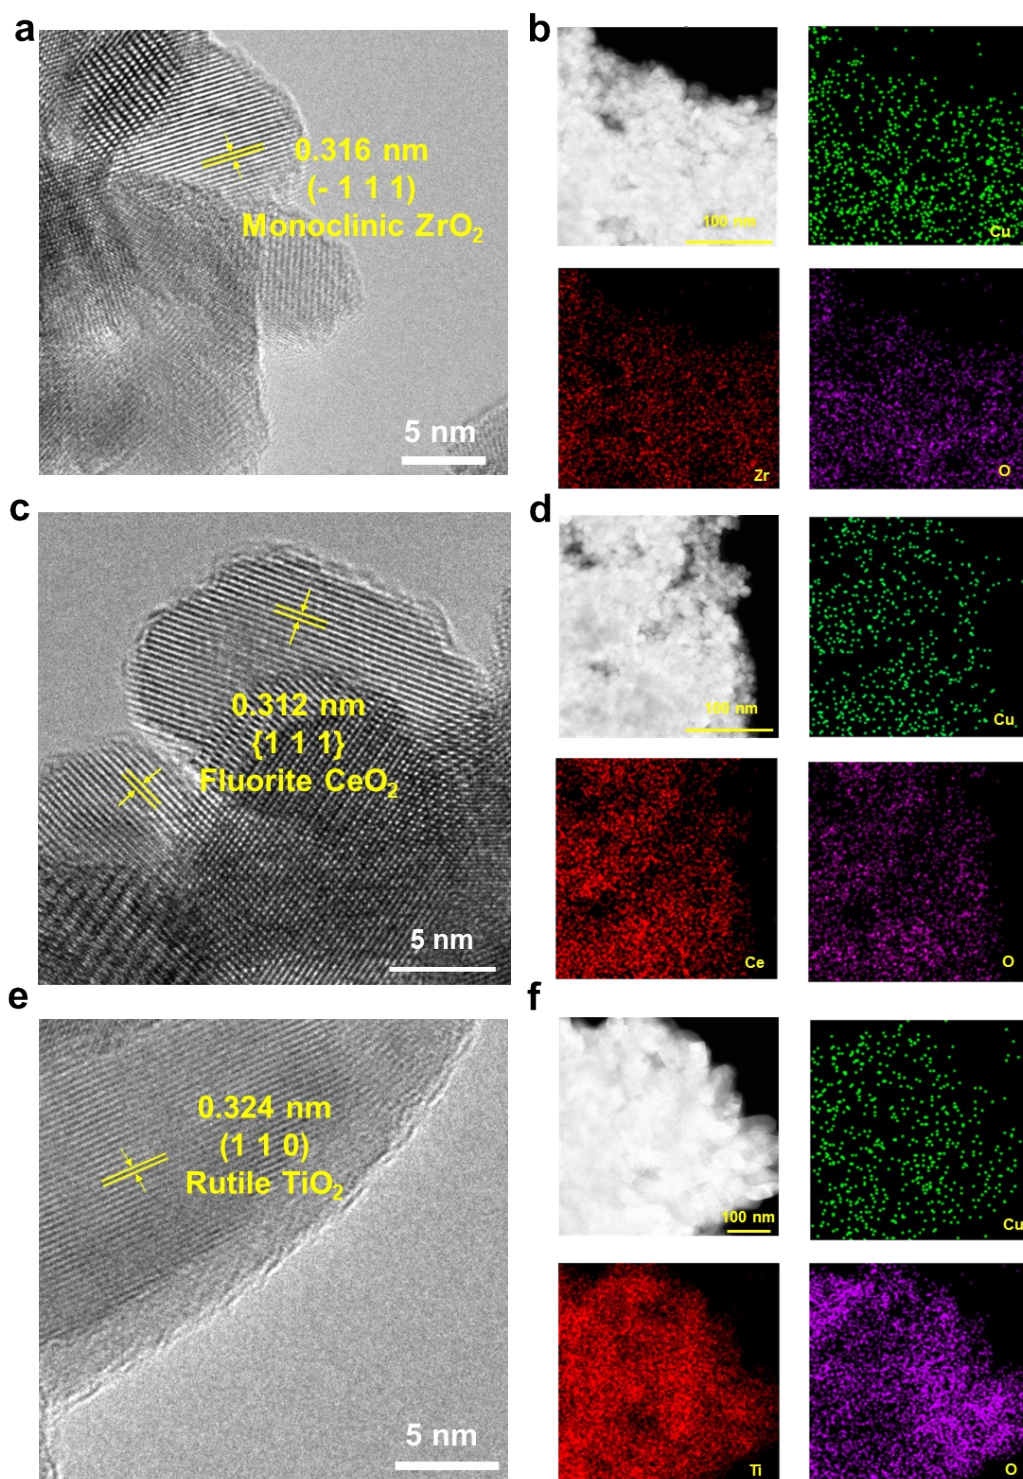 a
0.316 nm
(- 1 1 1)
Monoclinic ZrO₂
5 nm
b
100 nm
Cu
Zr
O
c
0.312 nm
{1 1 1}
Fluorite CeO₂
5 nm
d
100 nm
Cu
Ce
O
e
0.324 nm
(1 1 0)
Rutile TiO₂
5 nm
f
100 nm
Cu
Ti
O